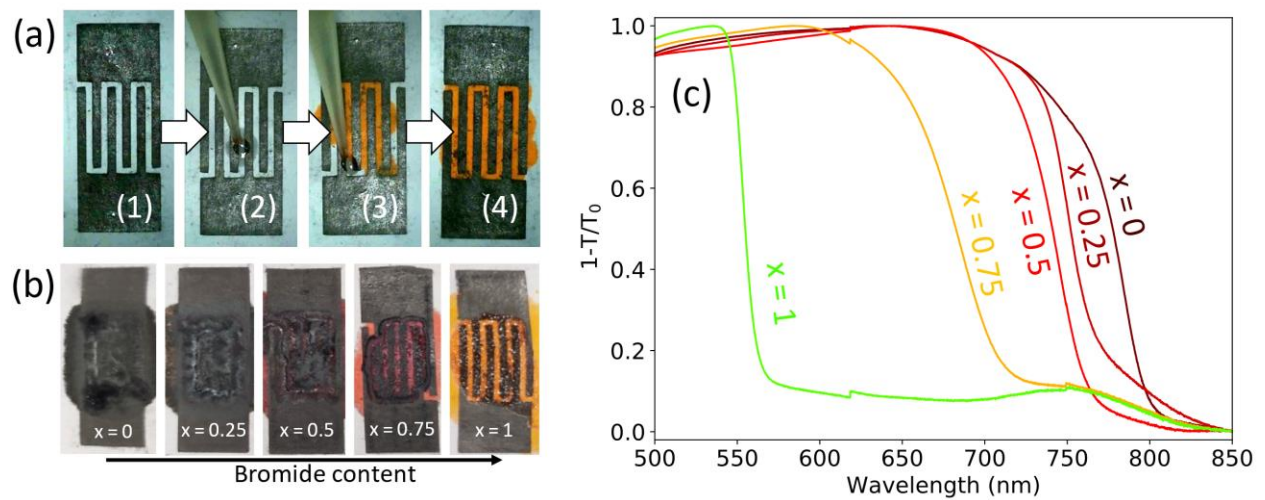 (a)
(1)
(2)
(3)
(4)
(b)
x = 0
x = 0.25
x = 0.5
x = 0.75
x = 1
Bromide content
(c)
1-T/T₀
1.0
0.8
0.6
0.4
0.2
0.0
x = 1
x = 0.75
x = 0.5
x = 0.25
x = 0
500
550
600
650
700
750
800
850
Wavelength (nm)